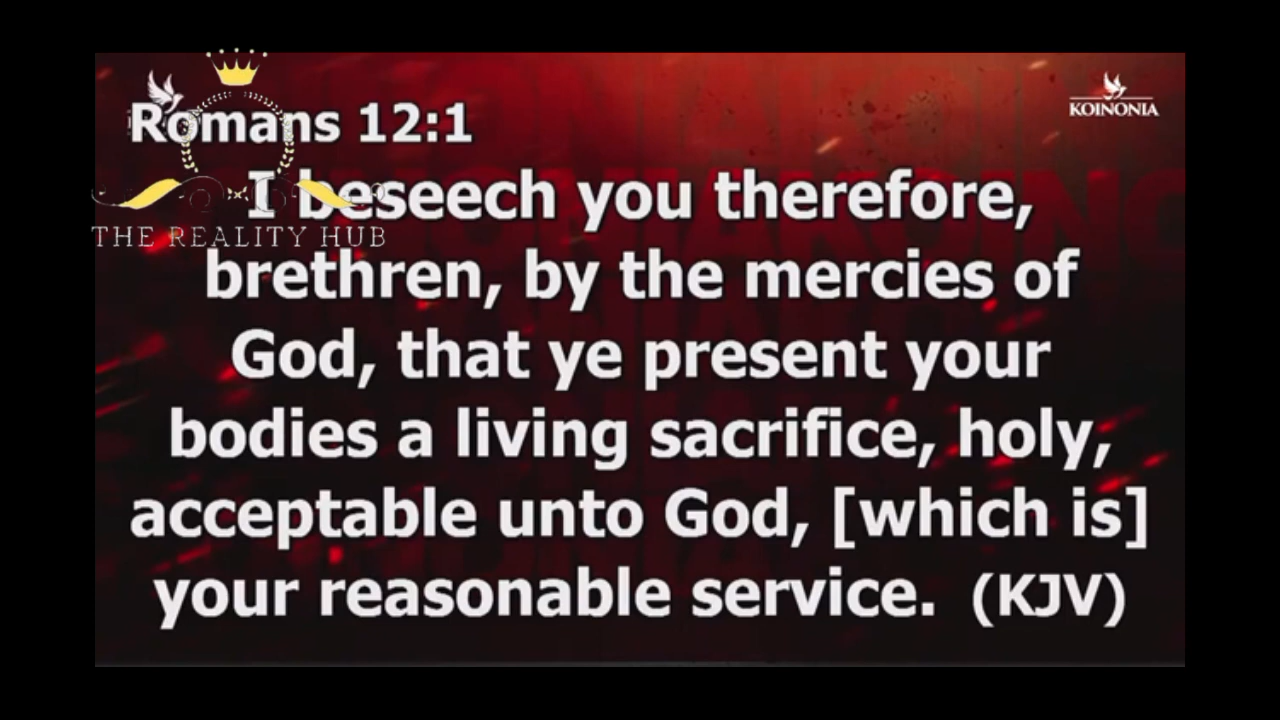 KOINONIA
Romans 12:1
I beseech you therefore,
THE REALITY HUB
brethren, by the mercies of
God, that ye present your
bodies a living sacrifice, holy,
acceptable unto God, [which is]
your reasonable service. (KJV)